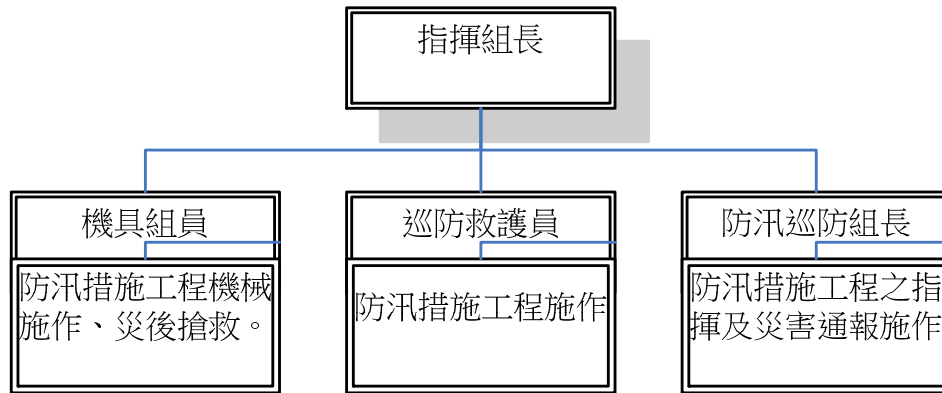 指揮組長
機具組員
巡防救護員
防汛巡防組長
防汛措施工程機械
施作、災後搶救。
防汛措施工程施作
防汛措施工程之指
揮及災害通報施作